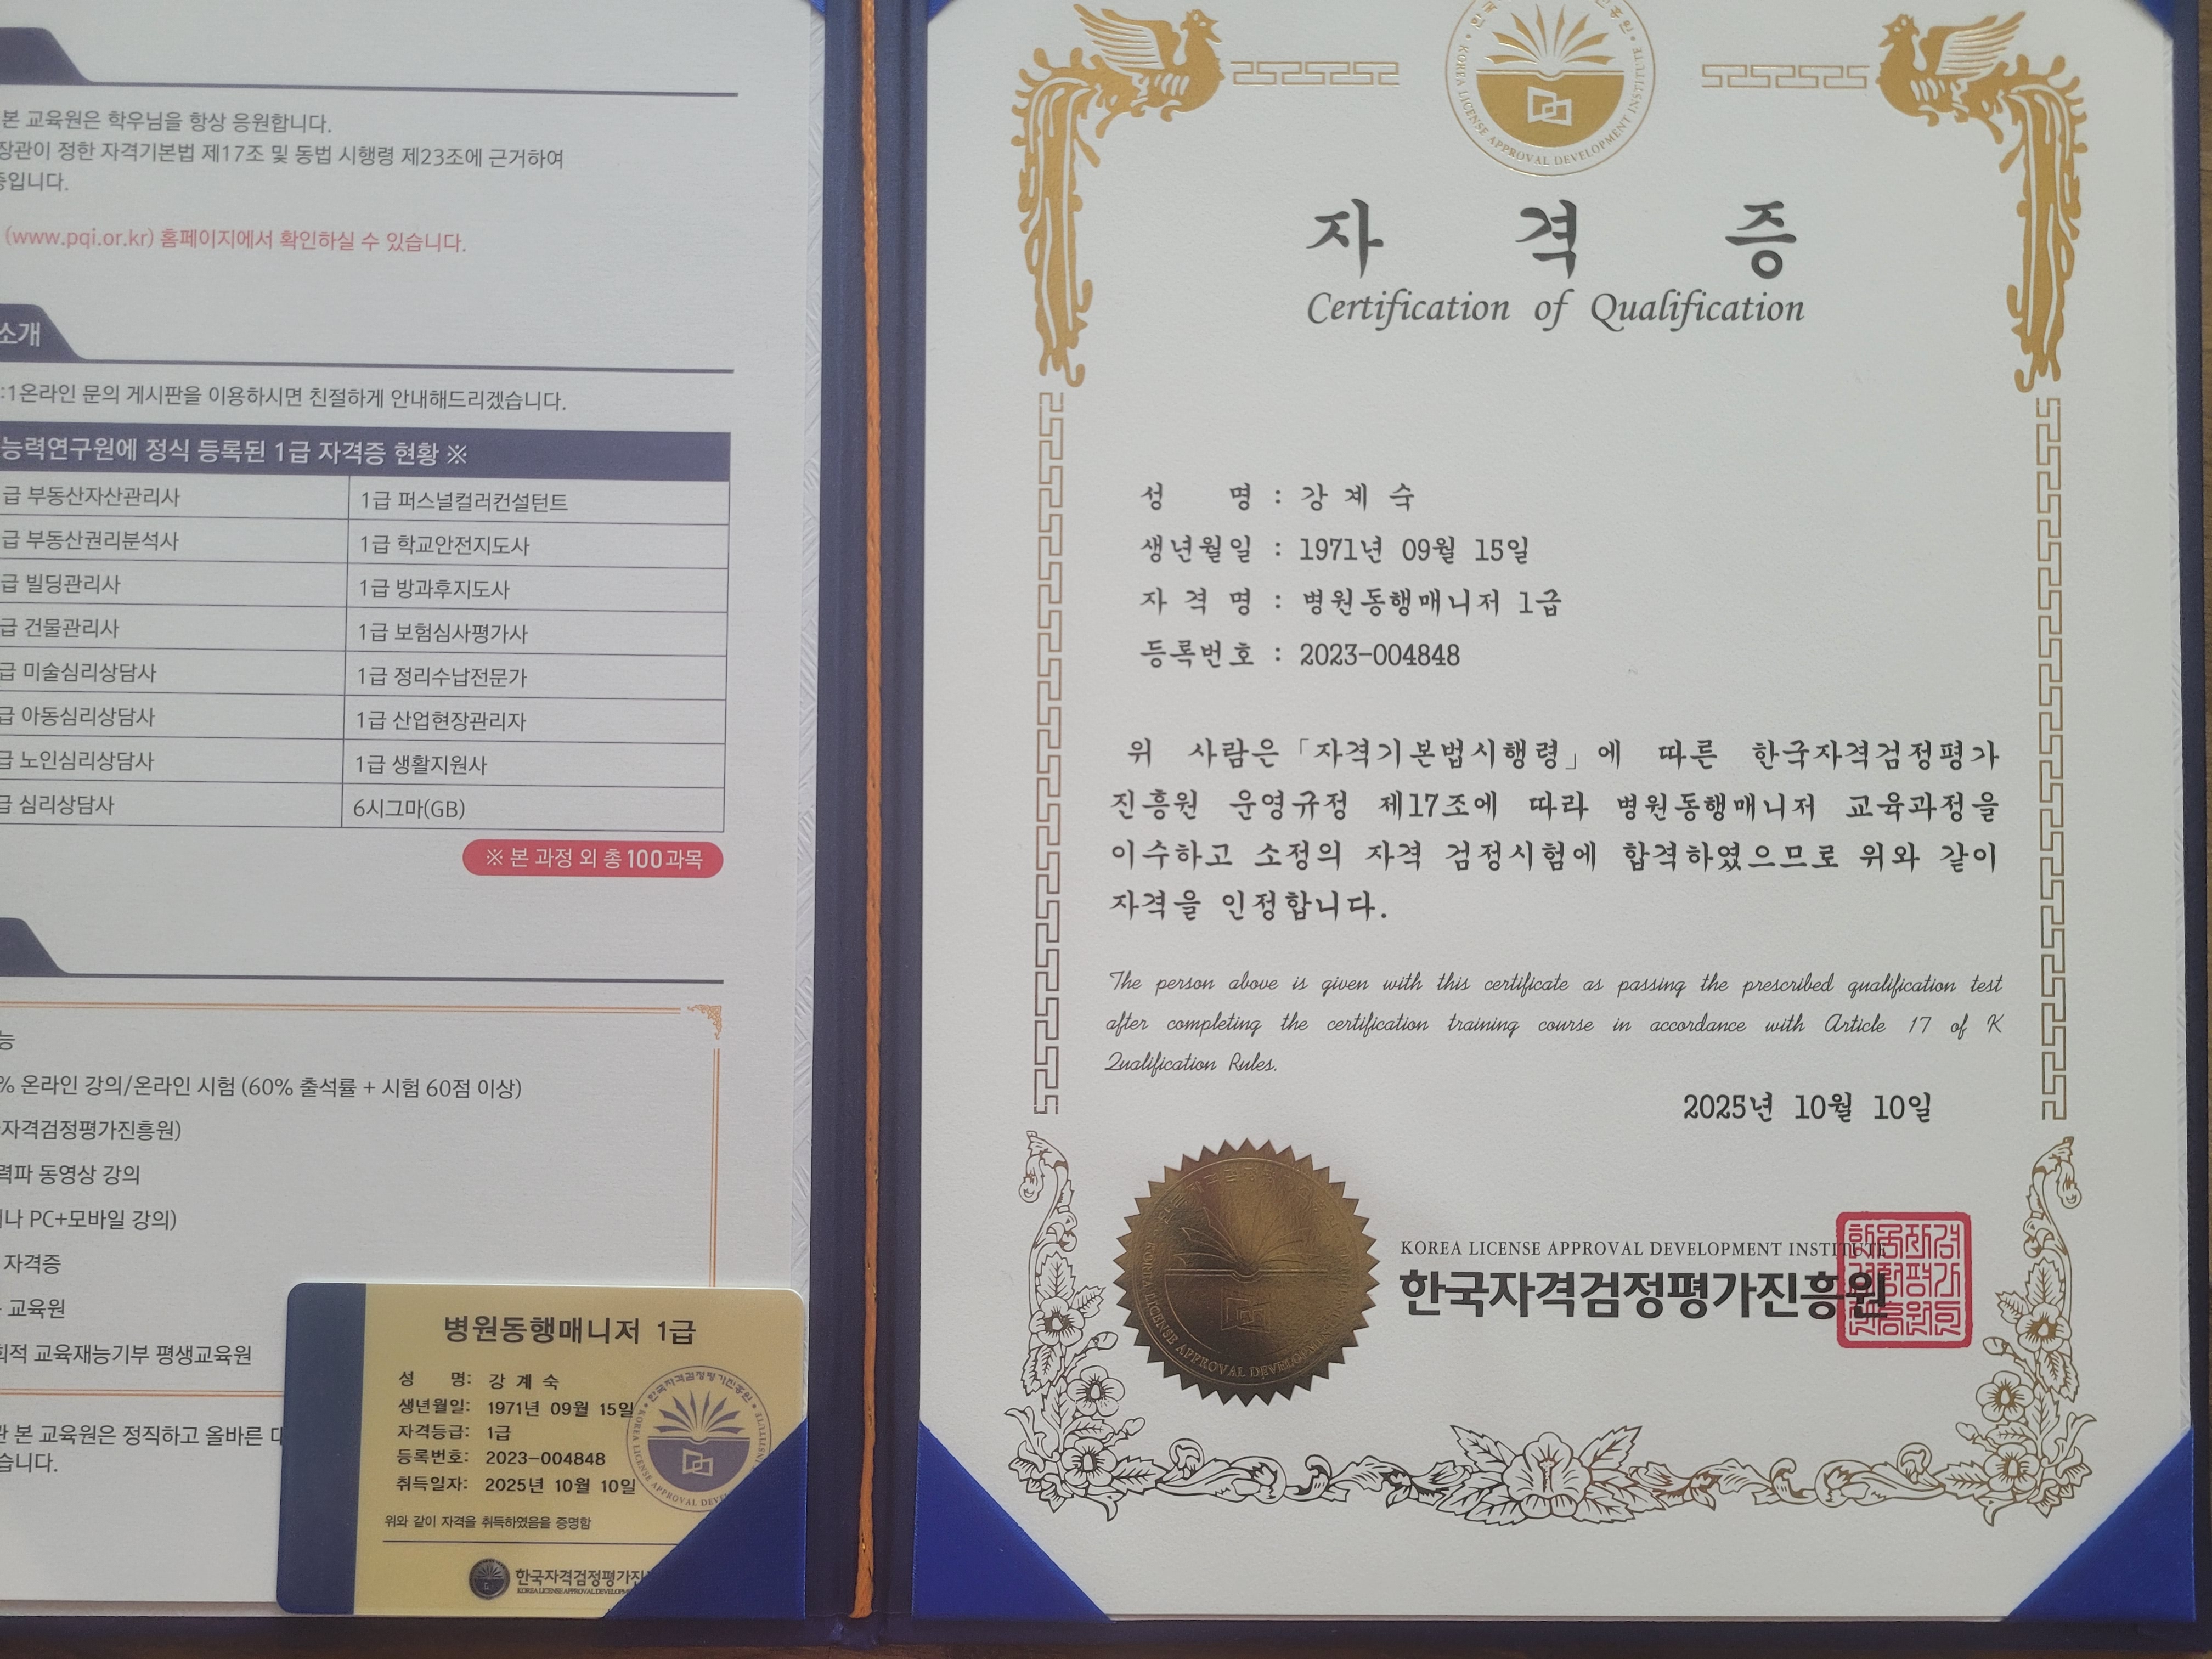 본 교육원은 학우님을 항상 응원합니다.
장관이 정한 자격기본법 제17조 및 동법 시행령 제23조에 근거하여
증입니다.
(www.pqi.or.kr) 홈페이지에서 확인하실 수 있습니다.
소개
:1온라인 문의 게시판을 이용하시면 친절하게 안내해드리겠습니다.
능력연구원에 정식 등록된 1급 자격증 현황 ※
급 부동산자산관리사 1급 퍼스널컬러컨설턴트
급 부동산권리분석사 1급 학교안전지도사
급 빌딩관리사 1급 방과후지도사
급 건물관리사 1급 보험심사평가사
급 미술심리상담사 1급 정리수납전문가
급 아동심리상담사 1급 산업현장관리자
급 노인심리상담사 1급 생활지원사
급 심리상담사 6시그마(GB)
※ 본 과정 외 총 100과목
능
% 온라인 강의/온라인 시험 (60% 출석률 + 시험 60점 이상)
자격검정평가진흥원)
력파 동영상 강의
나 PC+모바일 강의)
자격증
교육원
회적 교육재능기부 평생교육원
관 본 교육원은 정직하고 올바른
습니다.
병원동행매니저 1급
성 명: 강 계 숙
생년월일: 1971년 09월 15일
자격등급: 1급
등록번호: 2023-004848
취득일자: 2025년 10월 10일
위와 같이 자격을 취득하였음을 증명함
한국자격검정평가진
KOREA LICENSE APPROVAL DEVELOPM
한국자격검정평가진흥원
KOREA LICENSE APPROVAL DEVEL
KOREA LICENSE APPROVAL DEVELOPMENT INSTITUTE
자 격 증
Certification of Qualification
성 명 : 강 계 숙
생년월일 : 1971년 09월 15일
자 격 명 : 병원동행매니저 1급
등록번호 : 2023-004848
위 사람은「자격기본법시행령」에 따른 한국자격검정평가
진흥원 운영규정 제17조에 따라 병원동행매니저 교육과정을
이수하고 소정의 자격 검정시험에 합격하였으므로 위와 같이
자격을 인정합니다.
The person above is given with this certificate as passing the prescribed qualification test
after completing the certification training course in accordance with Article 17 of K
Qualification Rules.
2025년 10월 10일
KOREA LICENSE APPROVAL DEVELOPMENT INSTITUTE
한국자격검정평가진흥원